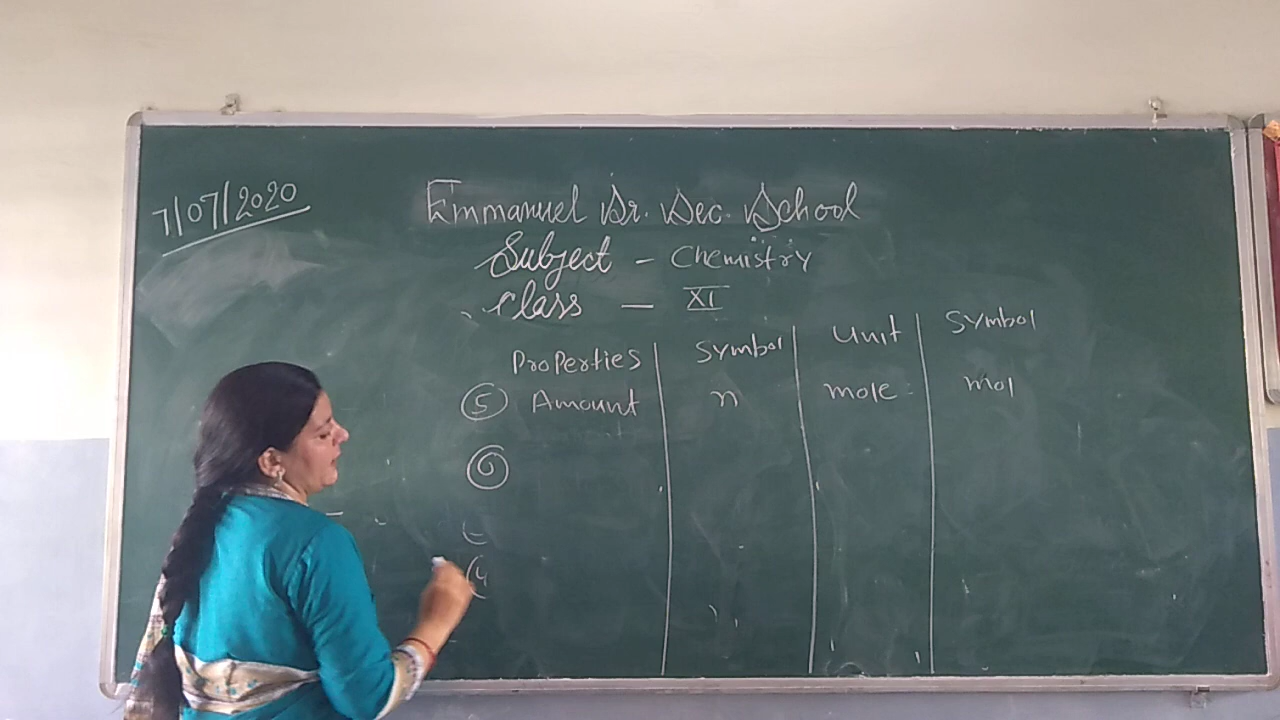 7/07/2020
Emmanuel Sr. Sec. School
Subject - Chemistry
Class - XI
Properties Symbol Unit Symbol
5 Amount n mole mol
6